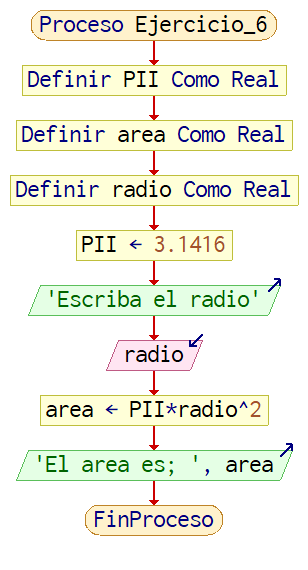 Proceso Ejercicio_6
Definir PII Como Real
Definir area Como Real
Definir radio Como Real
PII ← 3.1416
'Escriba el radio'
radio
area ← PII*radio^2
'El area es; ', area
FinProceso